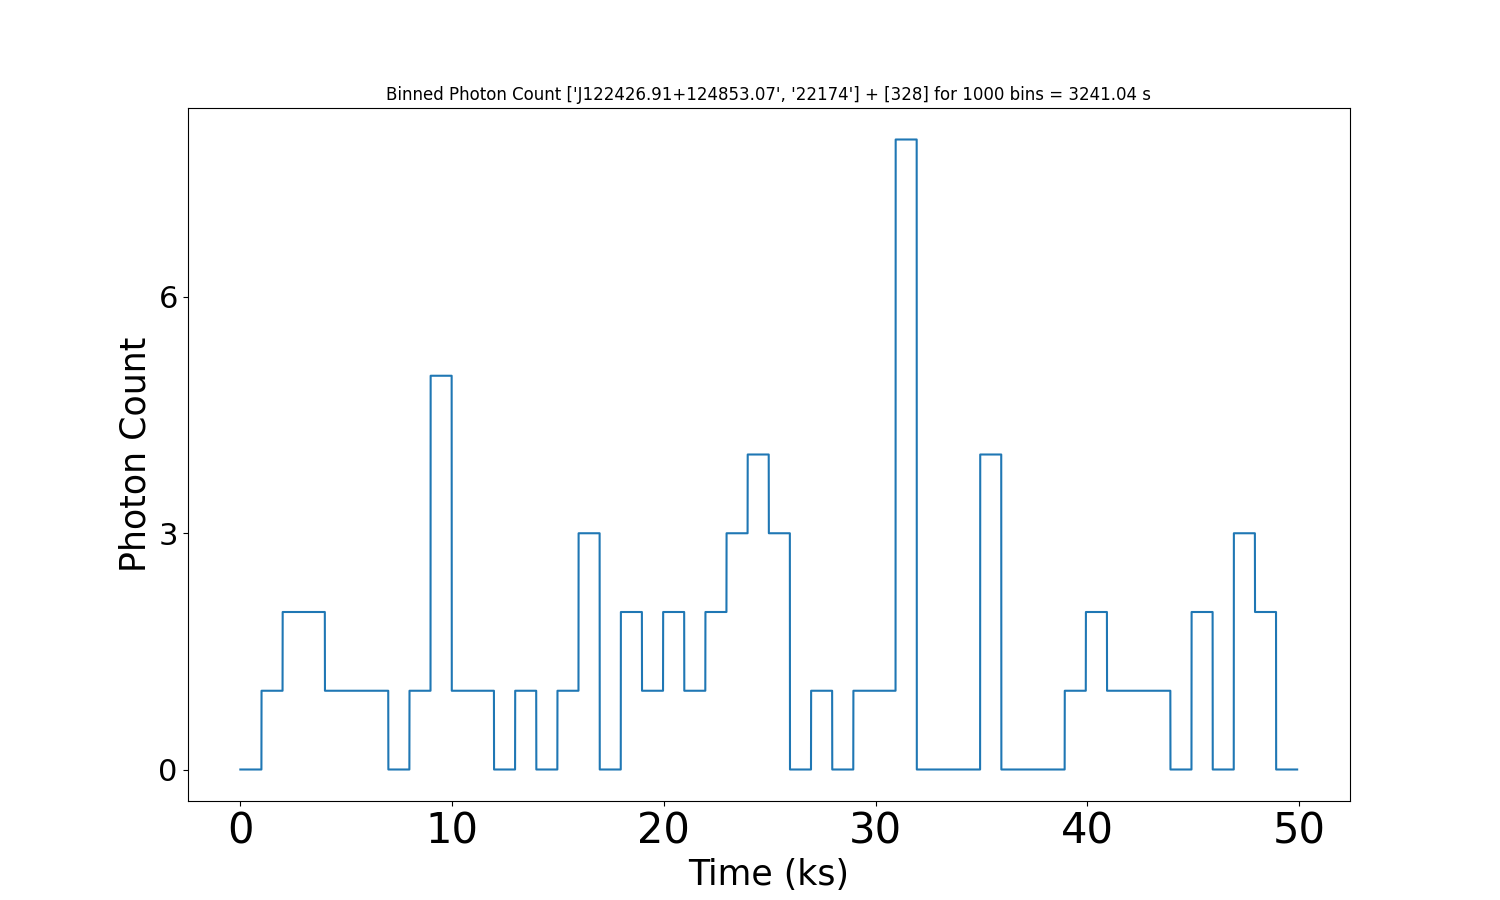 Binned Photon Count ['J122426.91+124853.07', '22174'] + [328] for 1000 bins = 3241.04 s
Photon Count
6
3
0
0 10 20 30 40 50
Time (ks)